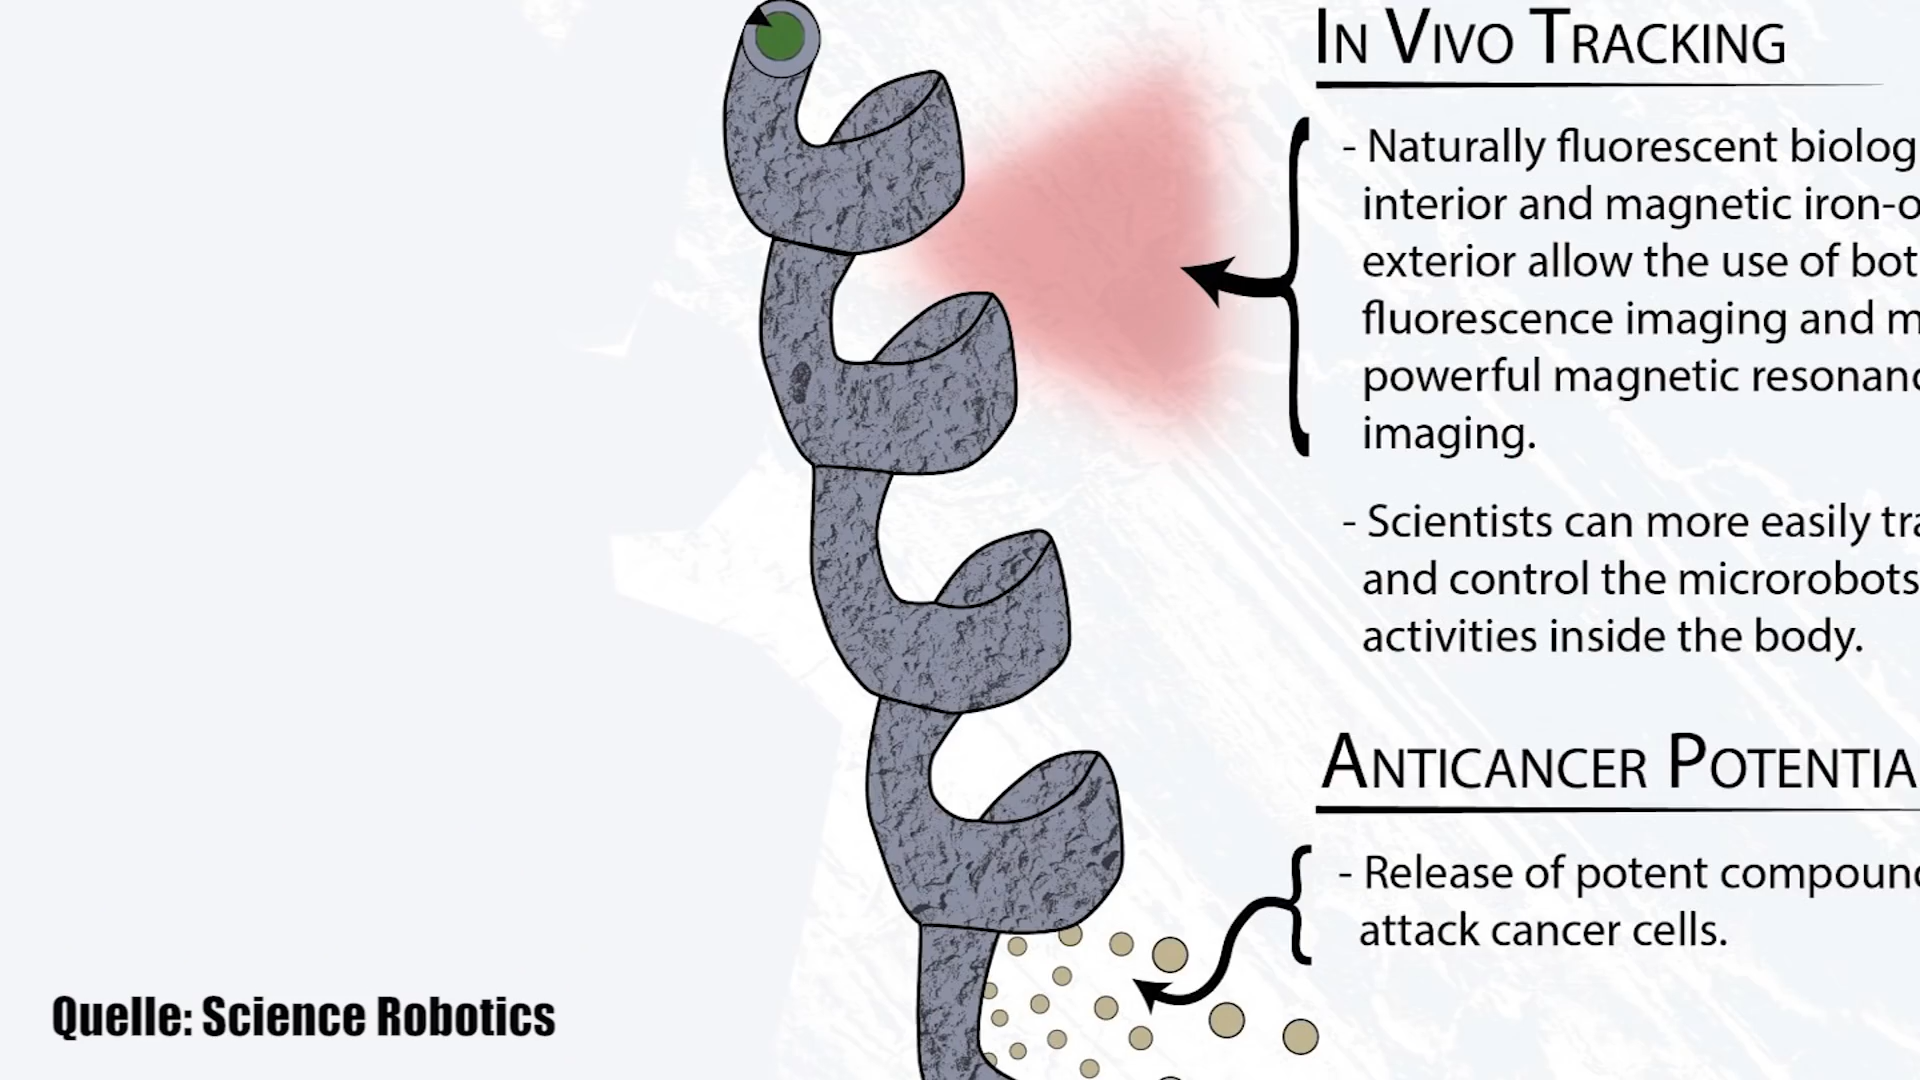 IN VIVO TRACKING
- Naturally fluorescent biolog
interior and magnetic iron-o
exterior allow the use of bot
fluorescence imaging and m
powerful magnetic resonanc
imaging.
- Scientists can more easily tra
and control the microrobots
activities inside the body.
ANTICANCER POTENTIA
- Release of potent compound
attack cancer cells.
Quelle: Science Robotics